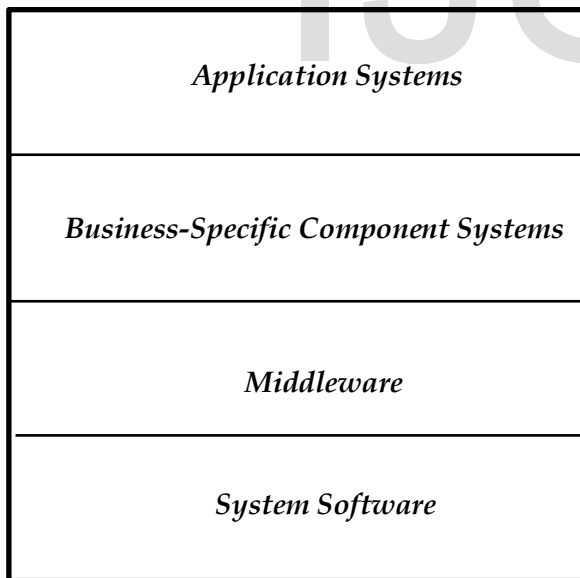 Application Systems
Business-Specific Component Systems
Middleware
System Software